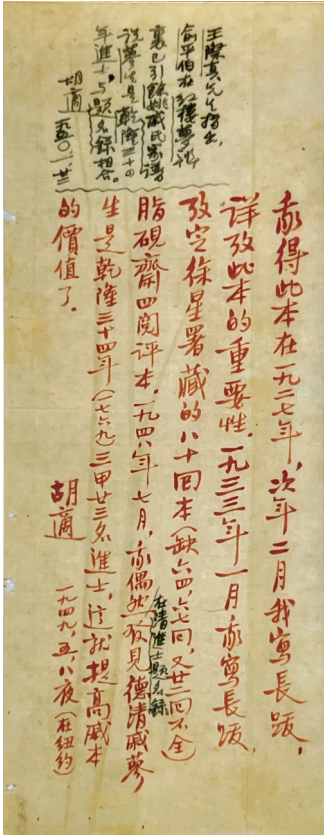 我得此本在一九二七年,次年二月我寫長跋,
詳攷此本的重要性.一九三三年一月我寫長跋,
攷定徐星署藏的八十回本(缺六四,六七回,又廿二回不全)
脂硯齋四閱評本.一九四八年七月,我偶然在清進士題名錄發見德清戚蓼
生是乾隆三十四年(一七六九)三甲廿三名進士,這就提高戚本
的價值了.
胡適 一九四九,五,八夜(在紐約)
王際真先生指出,
俞平伯在紅樓夢辨
裏已引餘姚戚氏家譜
說蓼生是乾隆三十四
年進士,與題名錄相合。
胡適 一九五〇、一、廿三